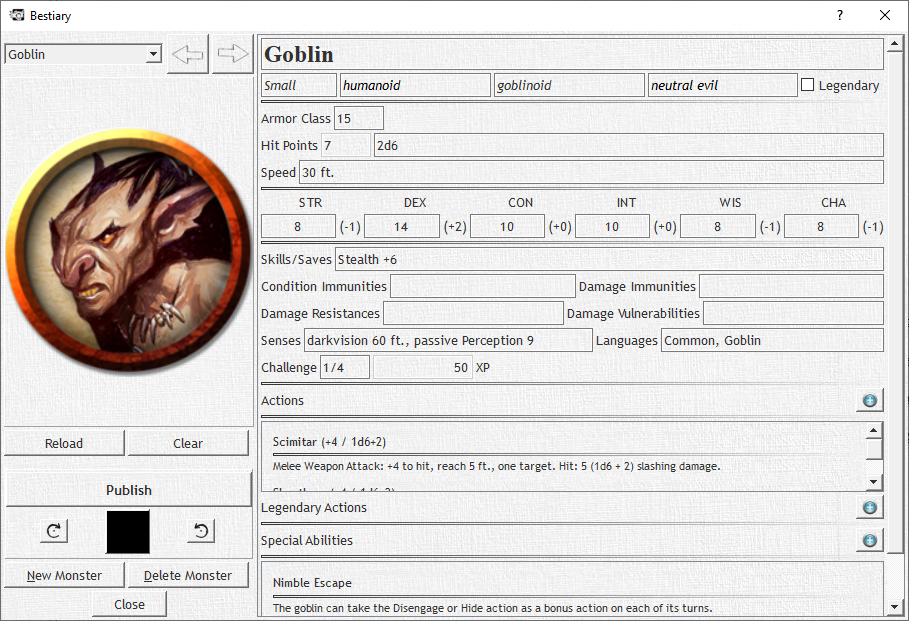 Bestiary
?
Goblin
Goblin
Small humanoid goblinoid neutral evil Legendary
Armor Class 15
Hit Points 7 2d6
Speed 30 ft.
STR DEX CON INT WIS CHA
8 (-1) 14 (+2) 10 (+0) 10 (+0) 8 (-1) 8 (-1)
Skills/Saves Stealth +6
Condition Immunities Damage Immunities
Damage Resistances Damage Vulnerabilities
Senses darkvision 60 ft., passive Perception 9 Languages Common, Goblin
Challenge 1/4 50 XP
Actions
Scimitar (+4 / 1d6+2)
Melee Weapon Attack: +4 to hit, reach 5 ft., one target. Hit: 5 (1d6 + 2) slashing damage.
Legendary Actions
Special Abilities
Nimble Escape
The goblin can take the Disengage or Hide action as a bonus action on each of its turns.
Reload Clear
Publish
New Monster Delete Monster
Close